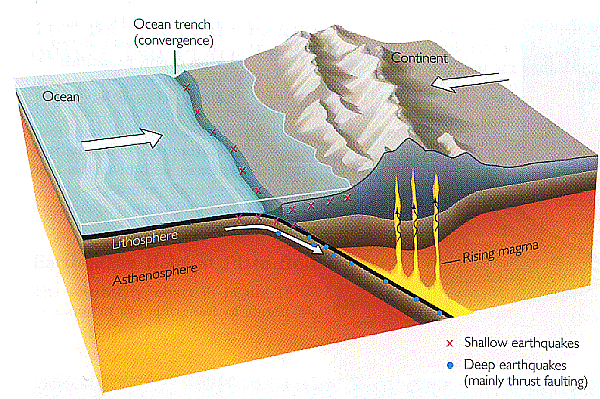 Ocean trench
(convergence)
Continent
Ocean
Lithosphere
Asthenosphere
Rising magma
× Shallow earthquakes
Deep earthquakes
(mainly thrust faulting)